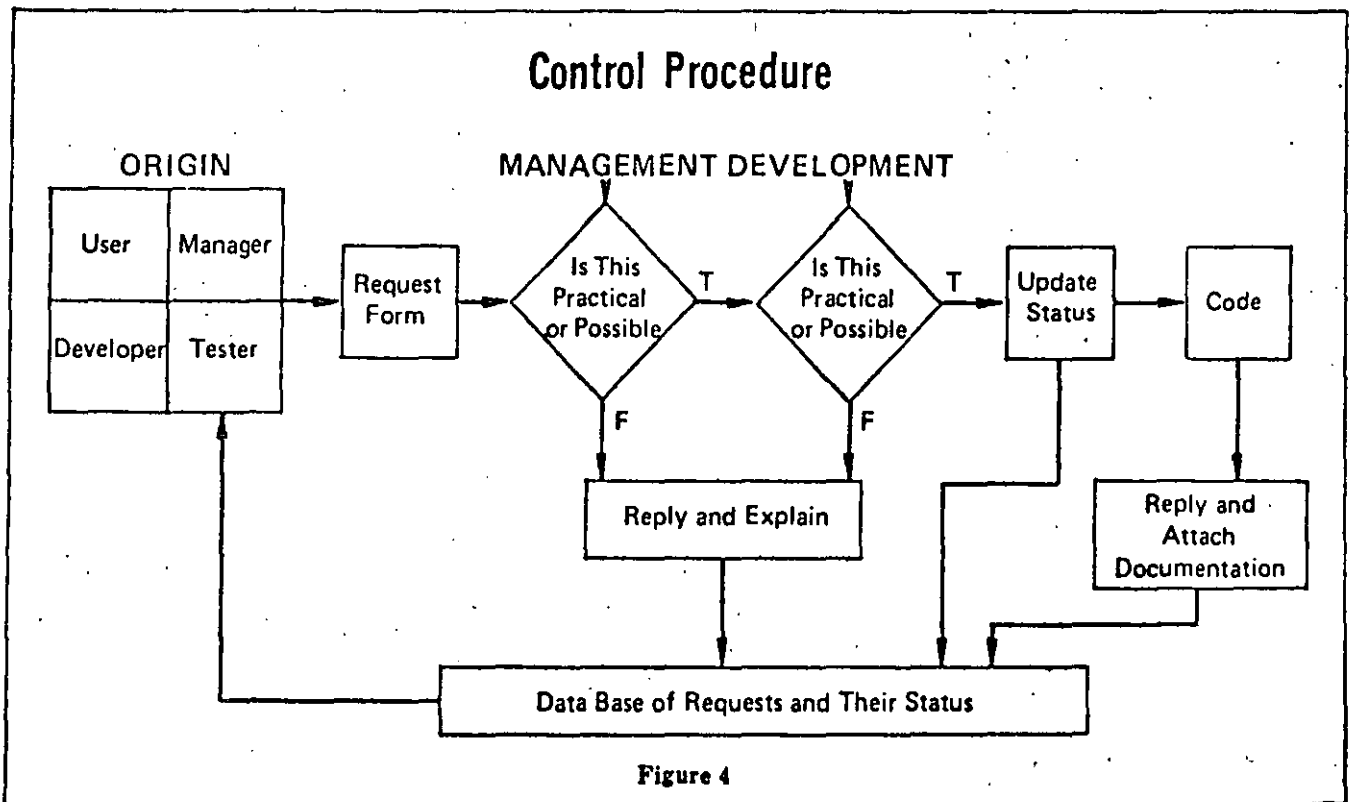 Control Procedure
ORIGIN
MANAGEMENT DEVELOPMENT
User
Manager
Developer
Tester
Request
Form
Is This
Practical
or Possible
T
F
Is This
Practical
or Possible
T
F
Update
Status
Code
Reply and Explain
Reply and
Attach
Documentation
Data Base of Requests and Their Status
Figure 4